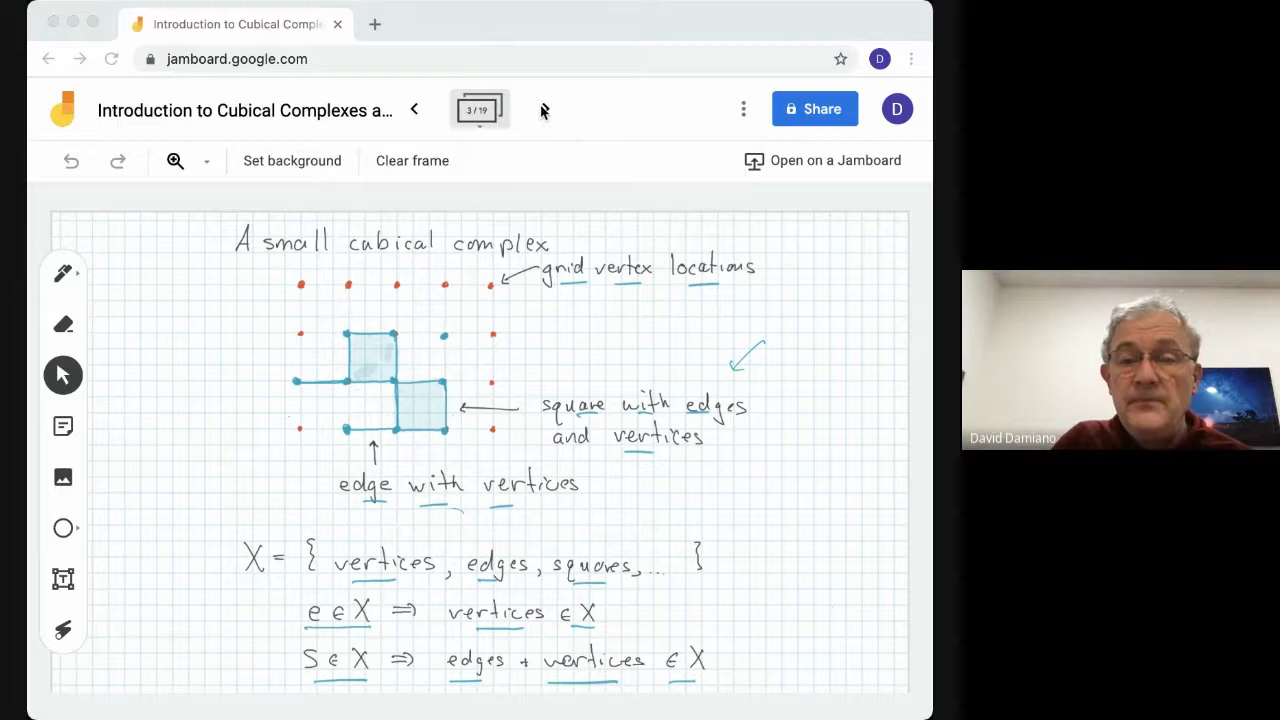 Introduction to Cubical Comple
jamboard.google.com
D
Introduction to Cubical Complexes a...
3 / 19
Share
D
Set background
Clear frame
Open on a Jamboard
A small cubical complex
grid vertex locations
square with edges
and vertices
David Damiano
edge with vertices
X = { vertices, edges, squares, ... }
e ∈ X ⇒ vertices ∈ X
S ∈ X ⇒ edges + vertices ∈ X